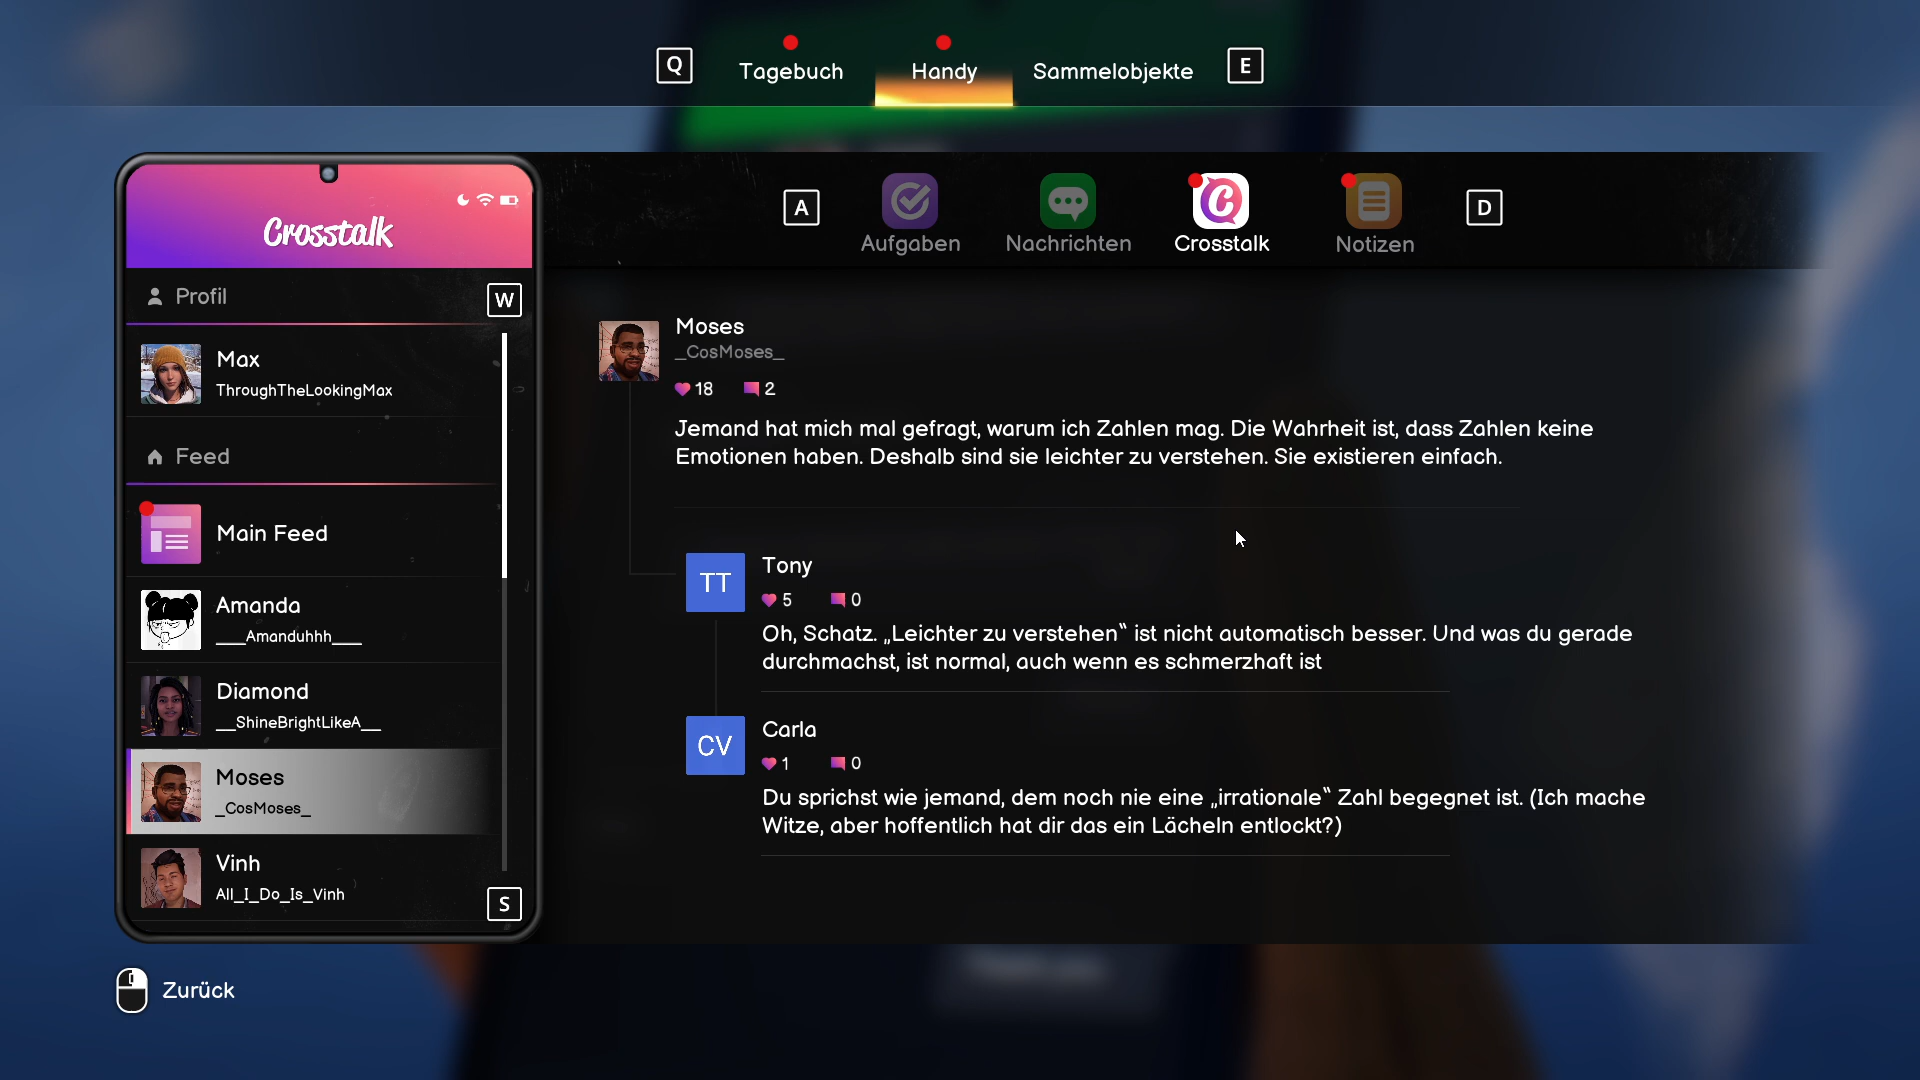 Q
Tagebuch
Handy
Sammelobjekte
E
Crosstalk
A
Aufgaben
Nachrichten
Crosstalk
Notizen
D
Profil
W
Max
ThroughTheLookingMax
Feed
Main Feed
Amanda
___Amanduhhh___
Diamond
__ShineBrightLikeA__
Moses
_CosMoses_
Vinh
All_I_Do_Is_Vinh
S
Moses
_CosMoses_
18 2
Jemand hat mich mal gefragt, warum ich Zahlen mag. Die Wahrheit ist, dass Zahlen keine
Emotionen haben. Deshalb sind sie leichter zu verstehen. Sie existieren einfach.
TT
Tony
5 0
Oh, Schatz. „Leichter zu verstehen“ ist nicht automatisch besser. Und was du gerade
durchmachst, ist normal, auch wenn es schmerzhaft ist
CV
Carla
1 0
Du sprichst wie jemand, dem noch nie eine „irrationale“ Zahl begegnet ist. (Ich mache
Witze, aber hoffentlich hat dir das ein Lächeln entlockt?)
Zurück